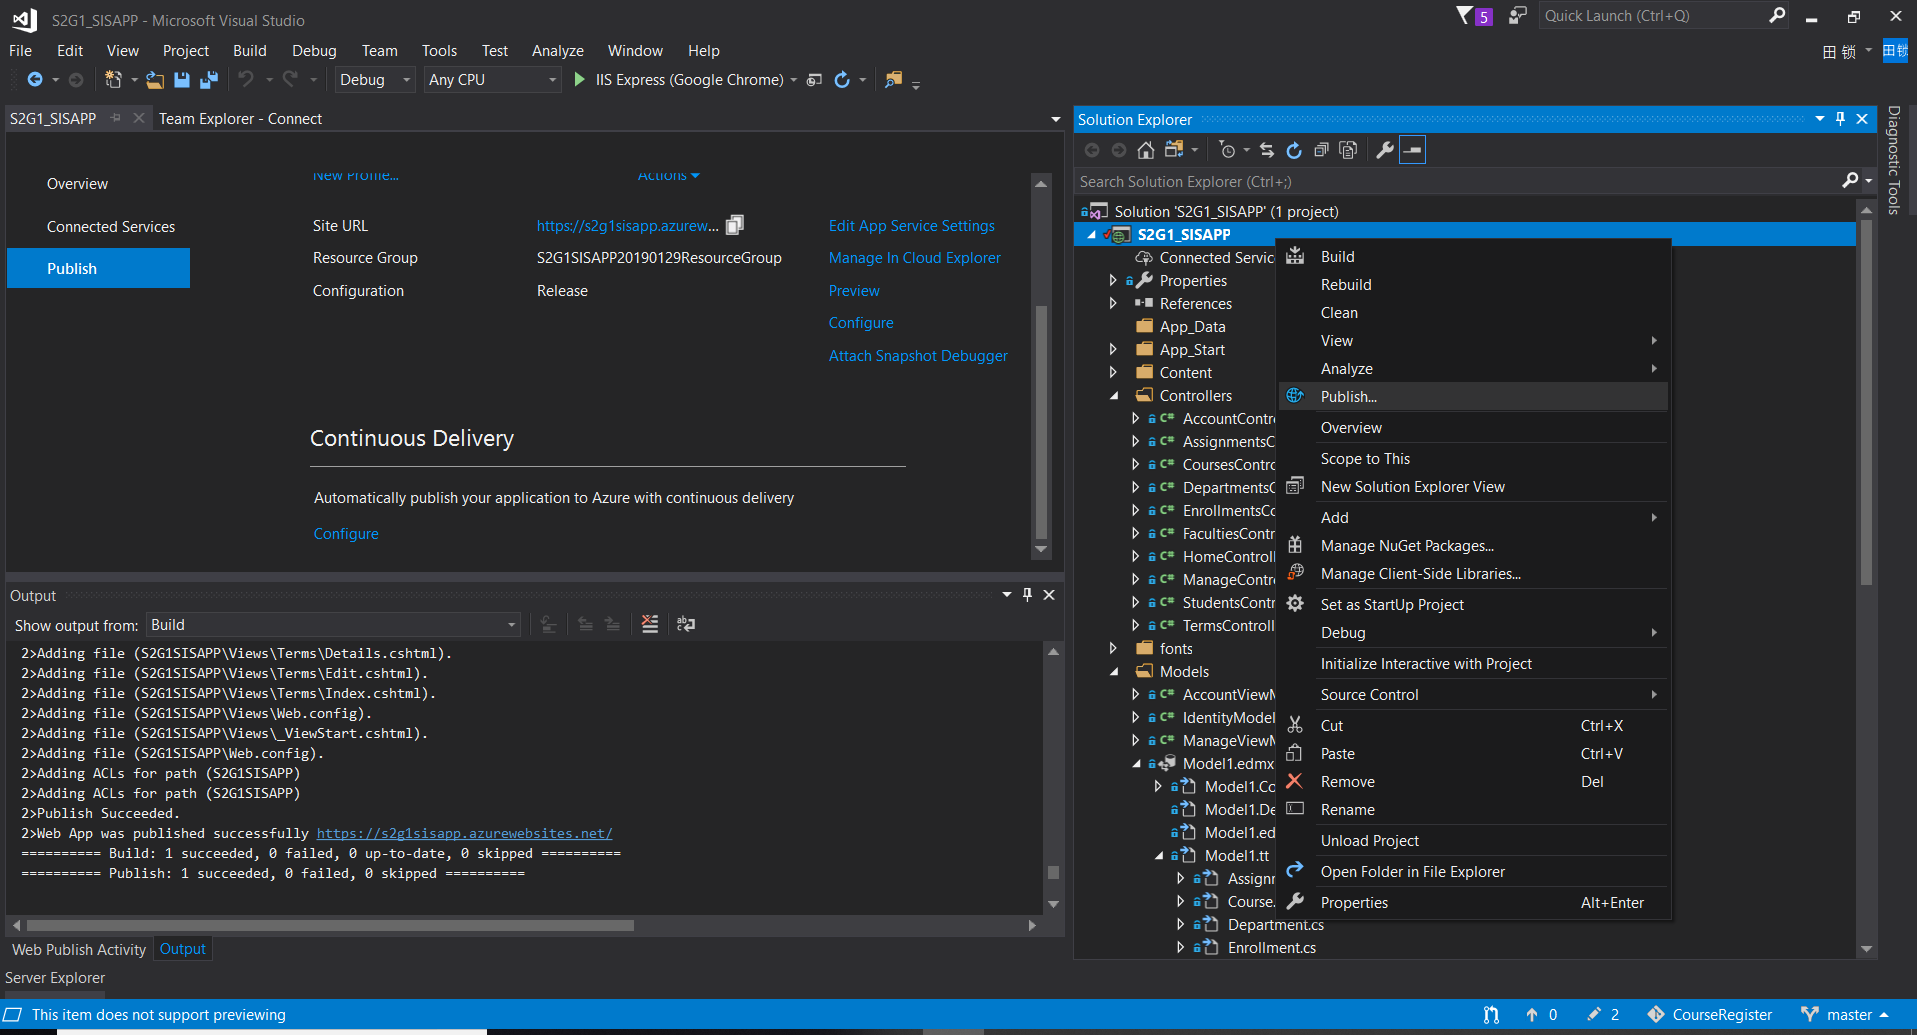 S2G1_SISAPP - Microsoft Visual Studio
5
Quick Launch (Ctrl+Q)
File Edit View Project Build Debug Team Tools Test Analyze Window Help
田 锁
田锁
Debug
Any CPU
IIS Express (Google Chrome)
S2G1_SISAPP
Team Explorer - Connect
Overview
Connected Services
Publish
New Profile...
Actions
Site URL
https://s2g1sisapp.azurew...
Edit App Service Settings
Resource Group
S2G1SISAPP20190129ResourceGroup
Manage In Cloud Explorer
Configuration
Release
Preview
Configure
Attach Snapshot Debugger
Continuous Delivery
Automatically publish your application to Azure with continuous delivery
Configure
Output
Show output from:
Build
2>Adding file (S2G1SISAPP\Views\Terms\Details.cshtml).
2>Adding file (S2G1SISAPP\Views\Terms\Edit.cshtml).
2>Adding file (S2G1SISAPP\Views\Terms\Index.cshtml).
2>Adding file (S2G1SISAPP\Views\Web.config).
2>Adding file (S2G1SISAPP\Views\_ViewStart.cshtml).
2>Adding file (S2G1SISAPP\Web.config).
2>Adding ACLs for path (S2G1SISAPP)
2>Adding ACLs for path (S2G1SISAPP)
2>Publish Succeeded.
2>Web App was published successfully https://s2g1sisapp.azurewebsites.net/
========== Build: 1 succeeded, 0 failed, 0 up-to-date, 0 skipped ==========
========== Publish: 1 succeeded, 0 failed, 0 skipped ==========
Web Publish Activity
Output
Server Explorer
Solution Explorer
Search Solution Explorer (Ctrl+;)
Solution 'S2G1_SISAPP' (1 project)
S2G1_SISAPP
Connected Servic
Properties
References
App_Data
App_Start
Content
Controllers
C# AccountContro
C# AssignmentsC
C# CoursesContro
C# DepartmentsC
C# EnrollmentsCo
C# FacultiesContr
C# HomeControll
C# ManageContro
C# StudentsContr
C# TermsControll
fonts
Models
C# AccountViewM
C# IdentityModel
C# ManageViewM
Model1.edmx
Model1.Co
Model1.De
Model1.ed
Model1.tt
Assignm
Course.
Department.cs
Enrollment.cs
Build
Rebuild
Clean
View
Analyze
Publish...
Overview
Scope to This
New Solution Explorer View
Add
Manage NuGet Packages...
Manage Client-Side Libraries...
Set as StartUp Project
Debug
Initialize Interactive with Project
Source Control
Cut Ctrl+X
Paste Ctrl+V
Remove Del
Rename
Unload Project
Open Folder in File Explorer
Properties Alt+Enter
Diagnostic Tools
This item does not support previewing
0
2
CourseRegister
master